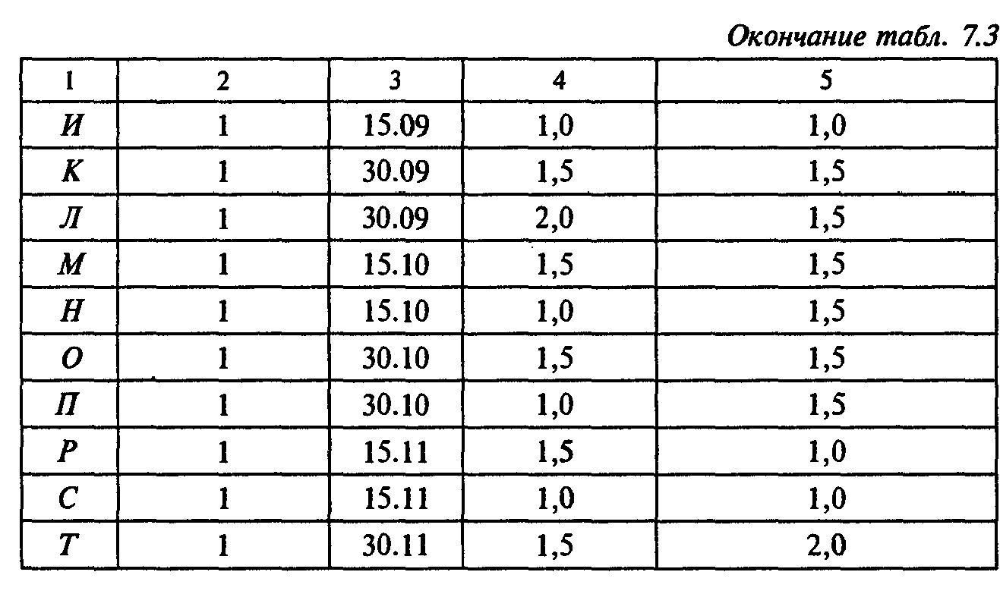 Окончание табл. 7.3
1 2 3 4 5
И 1 15.09 1,0 1,0
К 1 30.09 1,5 1,5
Л 1 30.09 2,0 1,5
М 1 15.10 1,5 1,5
Н 1 15.10 1,0 1,5
О 1 30.10 1,5 1,5
П 1 30.10 1,0 1,5
Р 1 15.11 1,5 1,0
С 1 15.11 1,0 1,0
Т 1 30.11 1,5 2,0